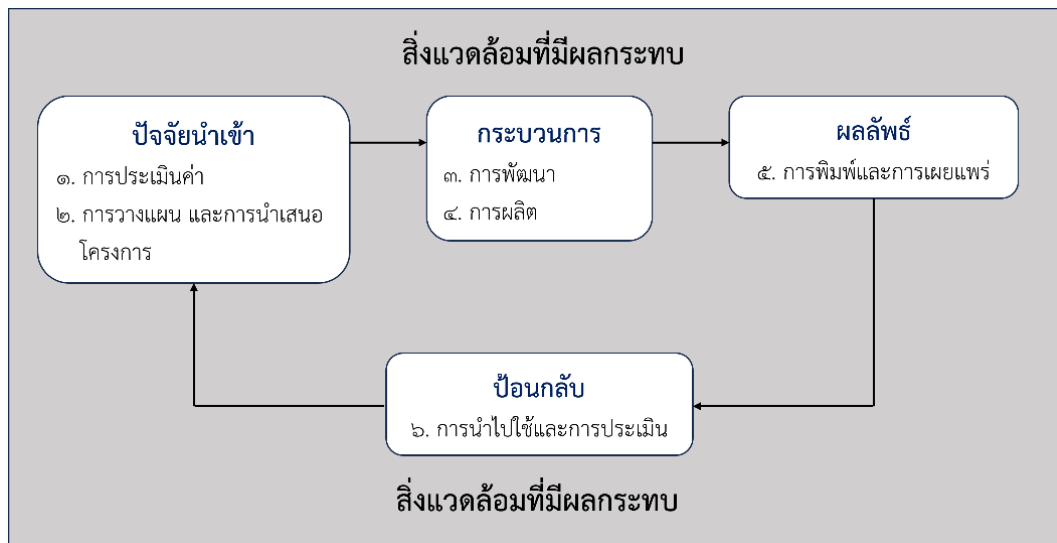 สิ่งแวดล้อมที่มีผลกระทบ
ปัจจัยนำเข้า
๑. การประเมินค่า
๒. การวางแผน และการนำเสนอ
โครงการ
กระบวนการ
๓. การพัฒนา
๔. การผลิต
ผลลัพธ์
๕. การพิมพ์และการเผยแพร่
ป้อนกลับ
๖. การนำไปใช้และการประเมิน
สิ่งแวดล้อมที่มีผลกระทบ